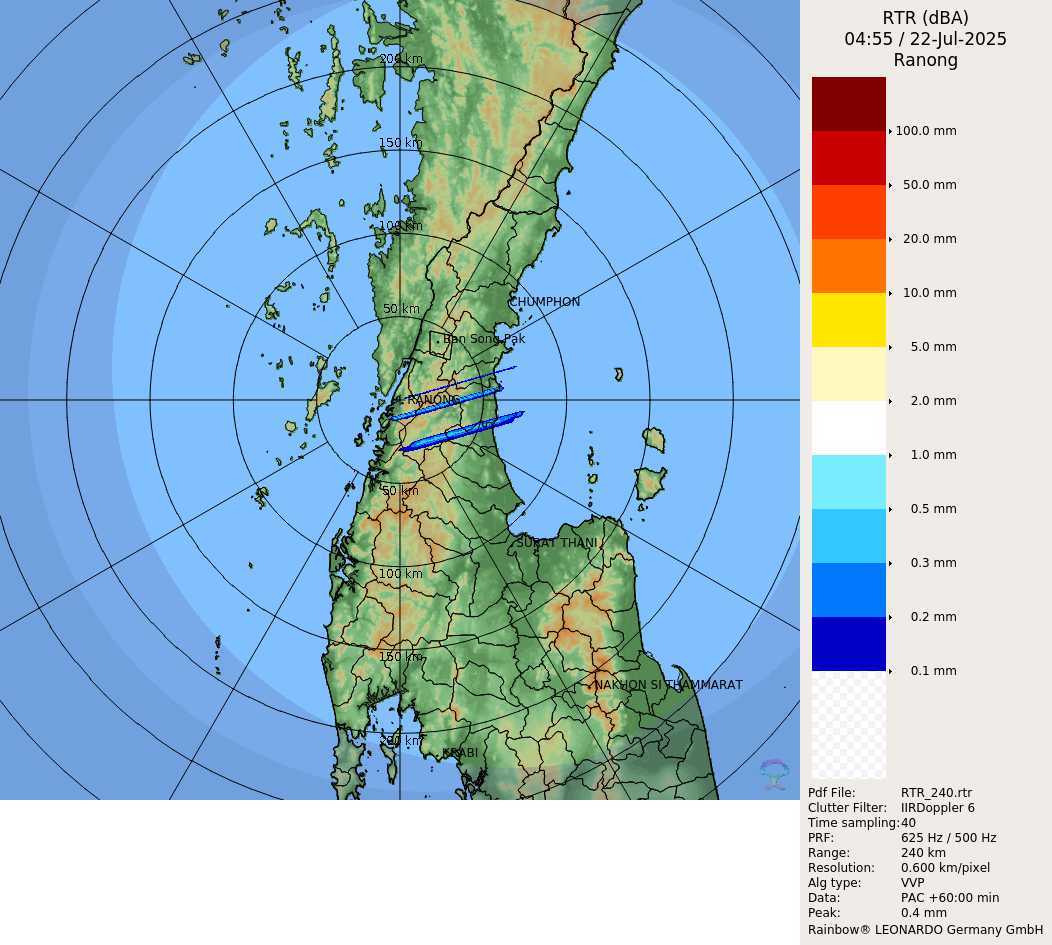 RTR (dBA)
04:55 / 22-Jul-2025
Ranong
200 km
150 km
100 km
50 km
CHUMPHON
Ban Song Pak
RANONG
50 km
SURAT THANI
100 km
150 km
NAKHON SI THAMMARAT
200 km
KRABI
100.0 mm
50.0 mm
20.0 mm
10.0 mm
5.0 mm
2.0 mm
1.0 mm
0.5 mm
0.3 mm
0.2 mm
0.1 mm
Pdf File: RTR_240.rtr
Clutter Filter: IIRDoppler 6
Time sampling:40
PRF: 625 Hz / 500 Hz
Range: 240 km
Resolution: 0.600 km/pixel
Alg type: VVP
Data: PAC +60:00 min
Peak: 0.4 mm
Rainbow® LEONARDO Germany GmbH